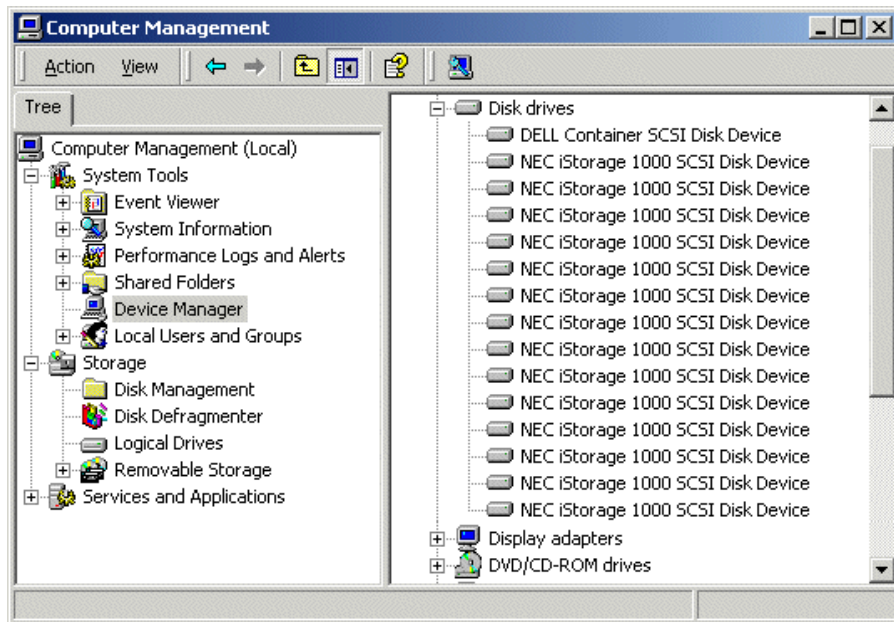 Computer Management
Action View
Tree
Computer Management (Local)
System Tools
Event Viewer
System Information
Performance Logs and Alerts
Shared Folders
Device Manager
Local Users and Groups
Storage
Disk Management
Disk Defragmenter
Logical Drives
Removable Storage
Services and Applications
Disk drives
DELL Container SCSI Disk Device
NEC iStorage 1000 SCSI Disk Device
NEC iStorage 1000 SCSI Disk Device
NEC iStorage 1000 SCSI Disk Device
NEC iStorage 1000 SCSI Disk Device
NEC iStorage 1000 SCSI Disk Device
NEC iStorage 1000 SCSI Disk Device
NEC iStorage 1000 SCSI Disk Device
NEC iStorage 1000 SCSI Disk Device
NEC iStorage 1000 SCSI Disk Device
NEC iStorage 1000 SCSI Disk Device
NEC iStorage 1000 SCSI Disk Device
NEC iStorage 1000 SCSI Disk Device
NEC iStorage 1000 SCSI Disk Device
NEC iStorage 1000 SCSI Disk Device
Display adapters
DVD/CD-ROM drives